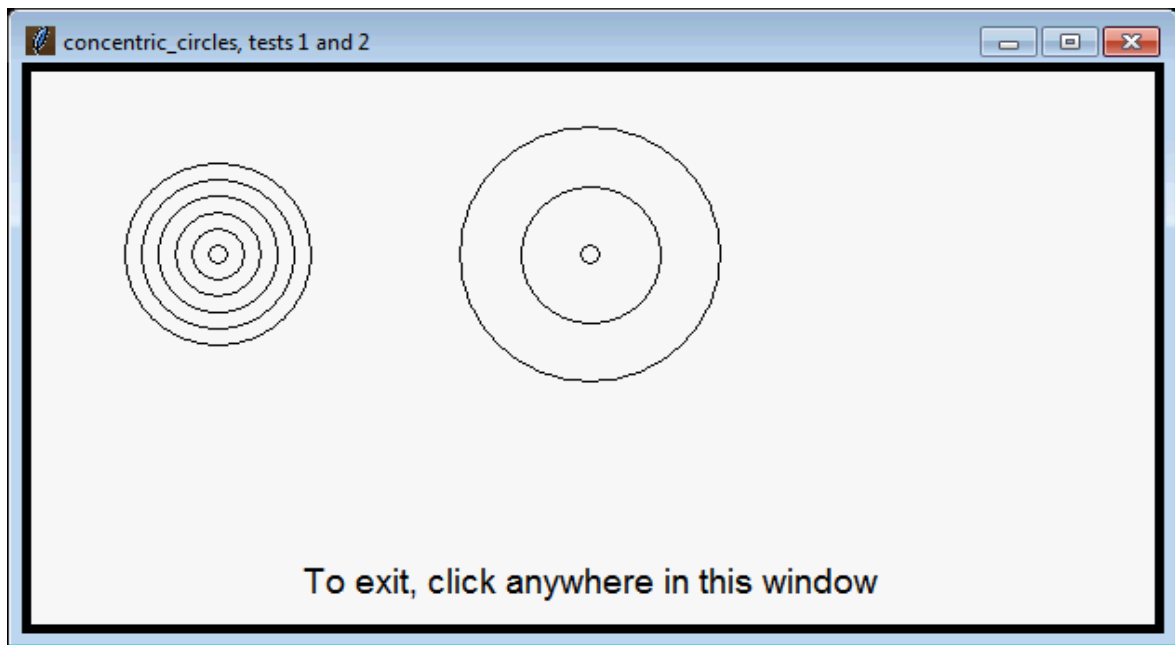 concentric_circles, tests 1 and 2
To exit, click anywhere in this window